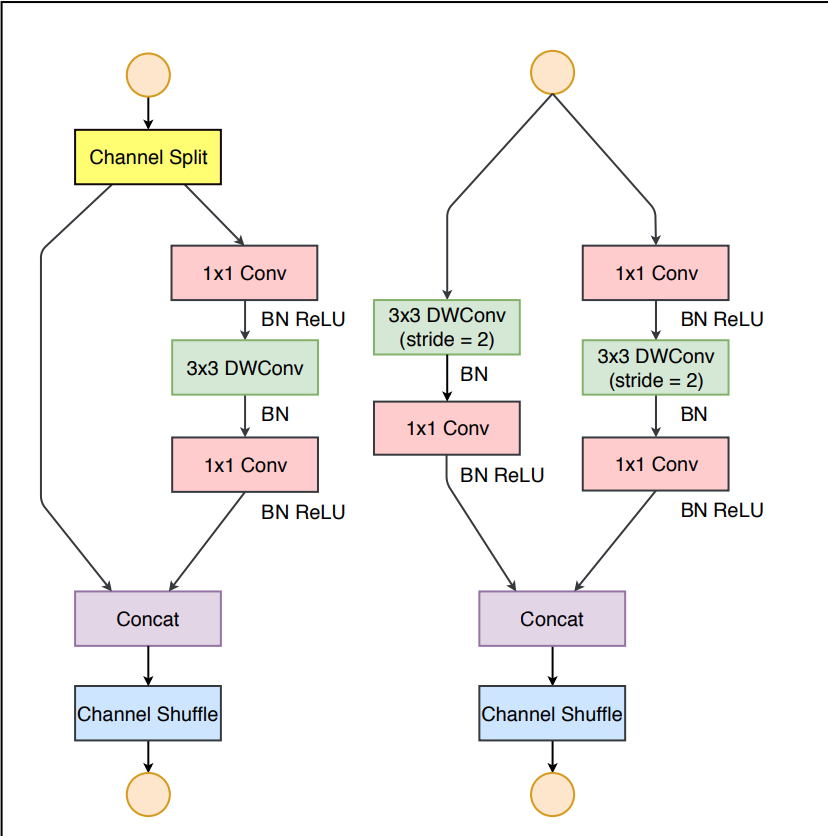 Channel Split
1x1 Conv
BN ReLU
3x3 DWConv
BN
1x1 Conv
BN ReLU
Concat
Channel Shuffle
3x3 DWConv
(stride = 2)
BN
1x1 Conv
BN ReLU
1x1 Conv
BN ReLU
3x3 DWConv
(stride = 2)
BN
1x1 Conv
BN ReLU
Concat
Channel Shuffle